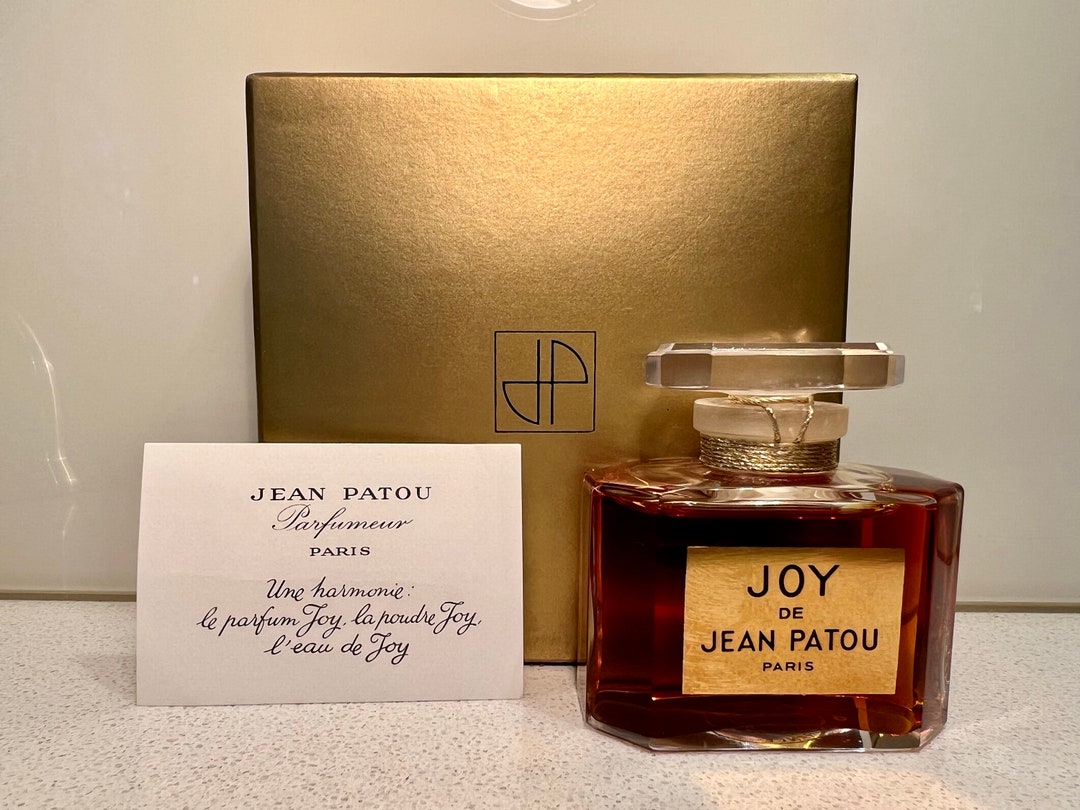 JP
JEAN PATOU
Parfumeur
PARIS
Une harmonie:
le parfum Joy, la poudre Joy,
l'eau de Joy
JOY
DE
JEAN PATOU
PARIS